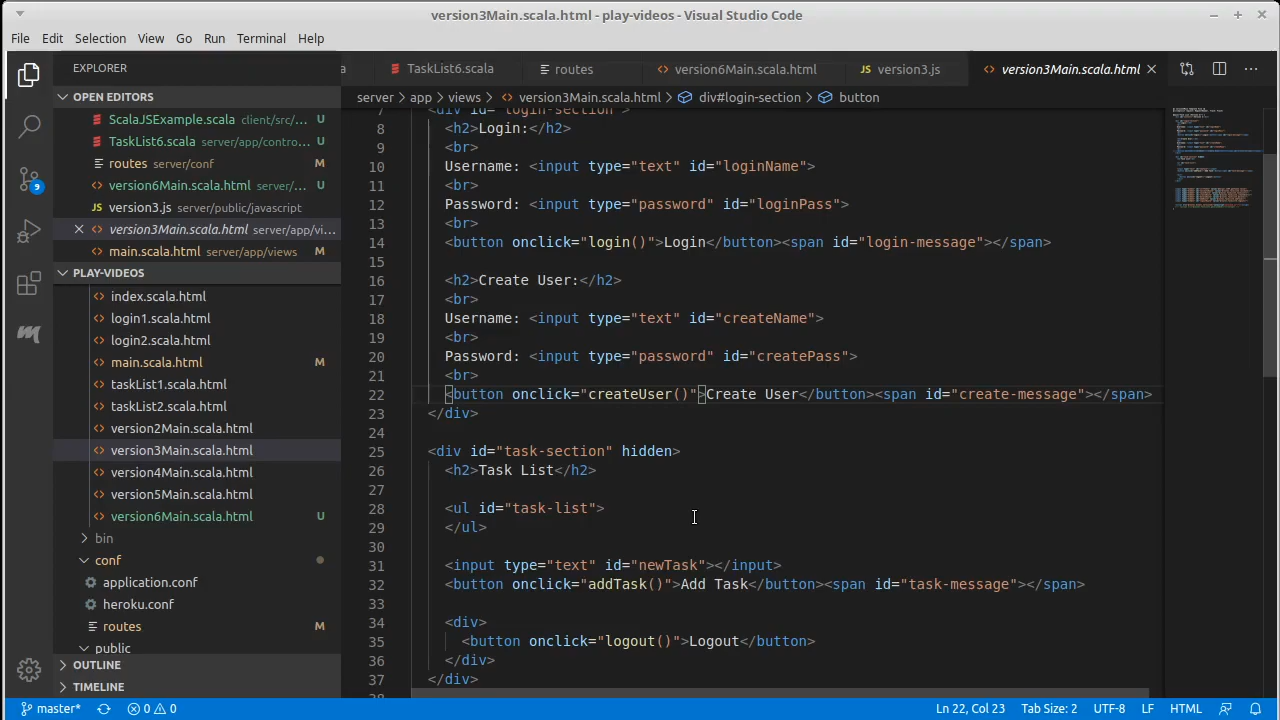 version3Main.scala.html - play-videos - Visual Studio Code
File Edit Selection View Go Run Terminal Help
EXPLORER
a TaskList6.scala routes version6Main.scala.html JS version3.js version3Main.scala.html
OPEN EDITORS
server > app > views > version3Main.scala.html > div#login-section > button
ScalaJSExample.scala client/src/... U
TaskList6.scala server/app/contro... U
routes server/conf M
version6Main.scala.html server/... U
JS version3.js server/public/javascript
version3Main.scala.html server/app/vi...
main.scala.html server/app/views M
PLAY-VIDEOS
index.scala.html
login1.scala.html
login2.scala.html
main.scala.html M
taskList1.scala.html
taskList2.scala.html
version2Main.scala.html
version3Main.scala.html
version4Main.scala.html
version5Main.scala.html
version6Main.scala.html U
bin
conf
application.conf
heroku.conf
routes M
public
OUTLINE
TIMELINE
9
7 <div id="login-section">
8 <h2>Login:</h2>
9 <br>
10 Username: <input type="text" id="loginName">
11 <br>
12 Password: <input type="password" id="loginPass">
13 <br>
14 <button onclick="login()">Login</button><span id="login-message"></span>
15
16 <h2>Create User:</h2>
17 <br>
18 Username: <input type="text" id="createName">
19 <br>
20 Password: <input type="password" id="createPass">
21 <br>
22 <button onclick="createUser()">Create User</button><span id="create-message"></span>
23 </div>
24
25 <div id="task-section" hidden>
26 <h2>Task List</h2>
27
28 <ul id="task-list">
29 </ul>
30
31 <input type="text" id="newTask"></input>
32 <button onclick="addTask()">Add Task</button><span id="task-message"></span>
33
34 <div>
35 <button onclick="logout()">Logout</button>
36 </div>
37 </div>
38
master* 0 0 Ln 22, Col 23 Tab Size: 2 UTF-8 LF HTML